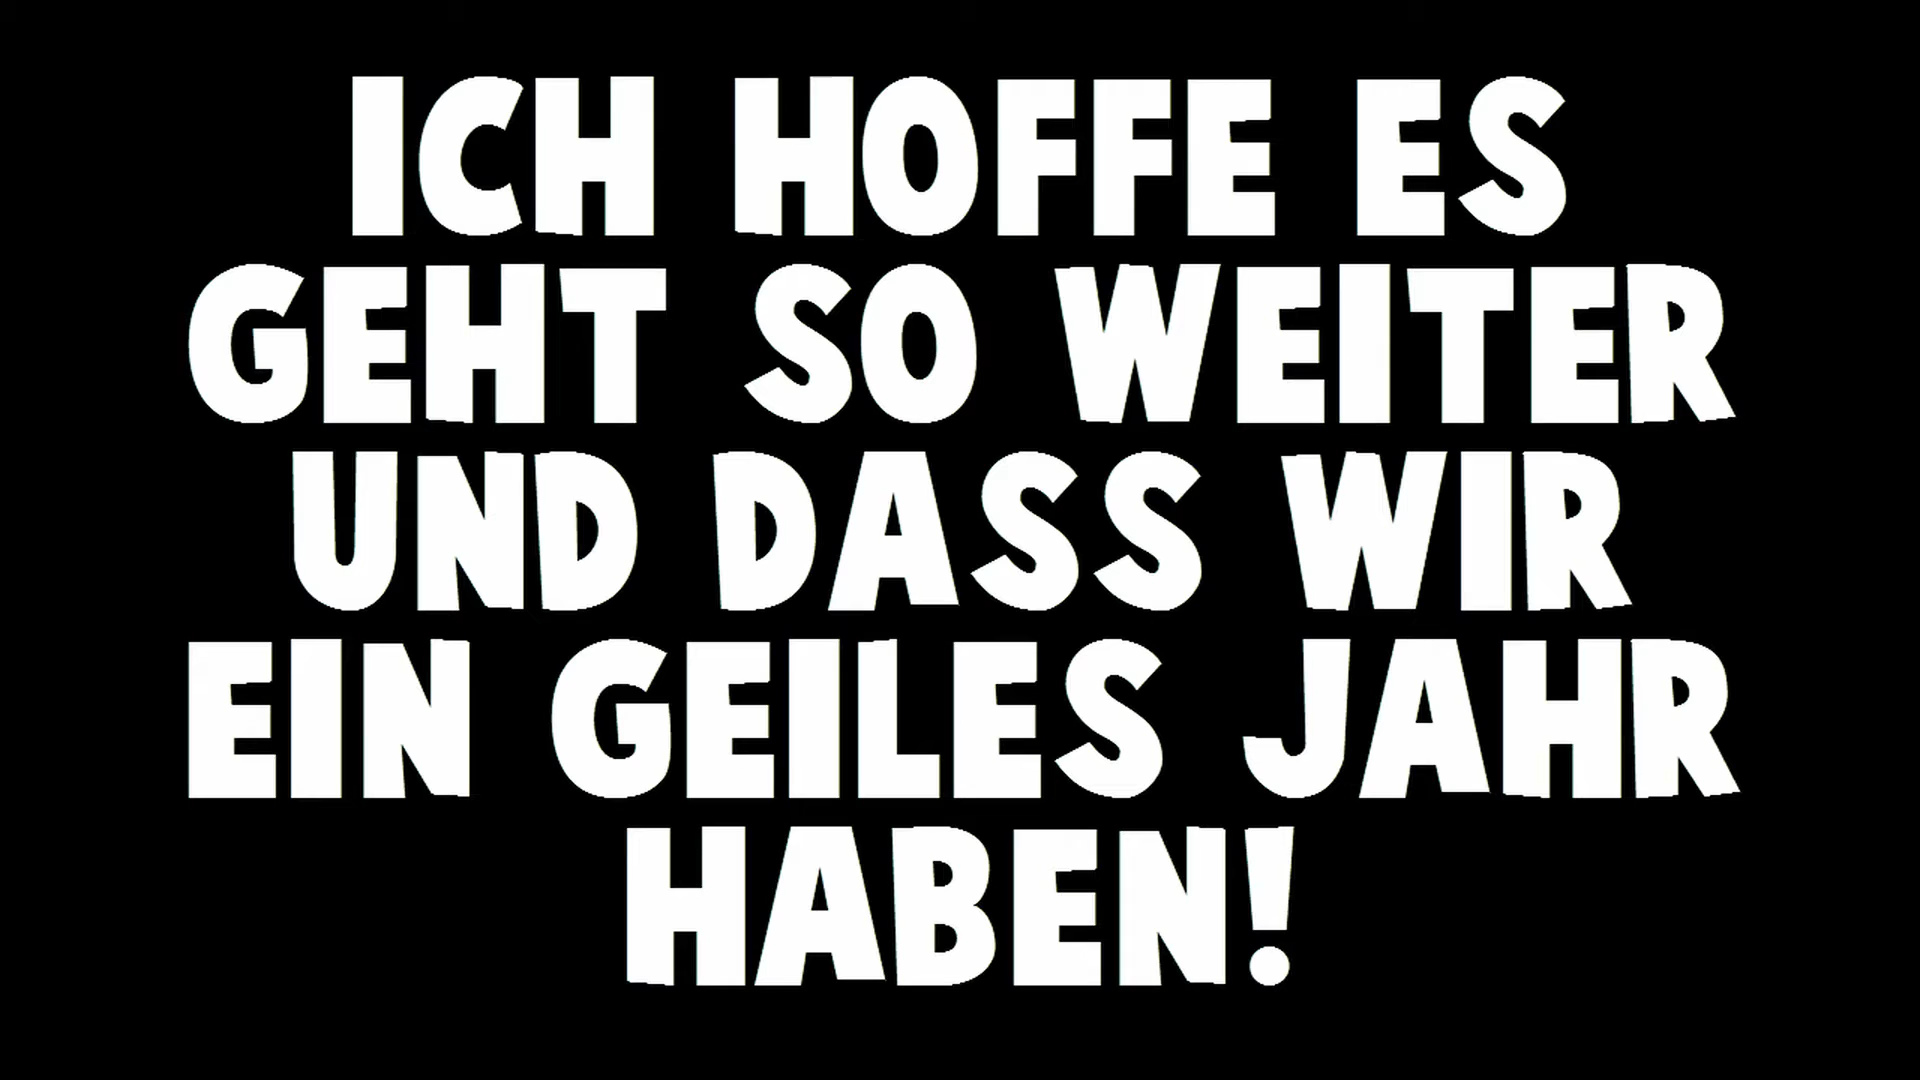 ICH HOFFE ES
GEHT SO WEITER
UND DASS WIR
EIN GEILES JAHR
HABEN!